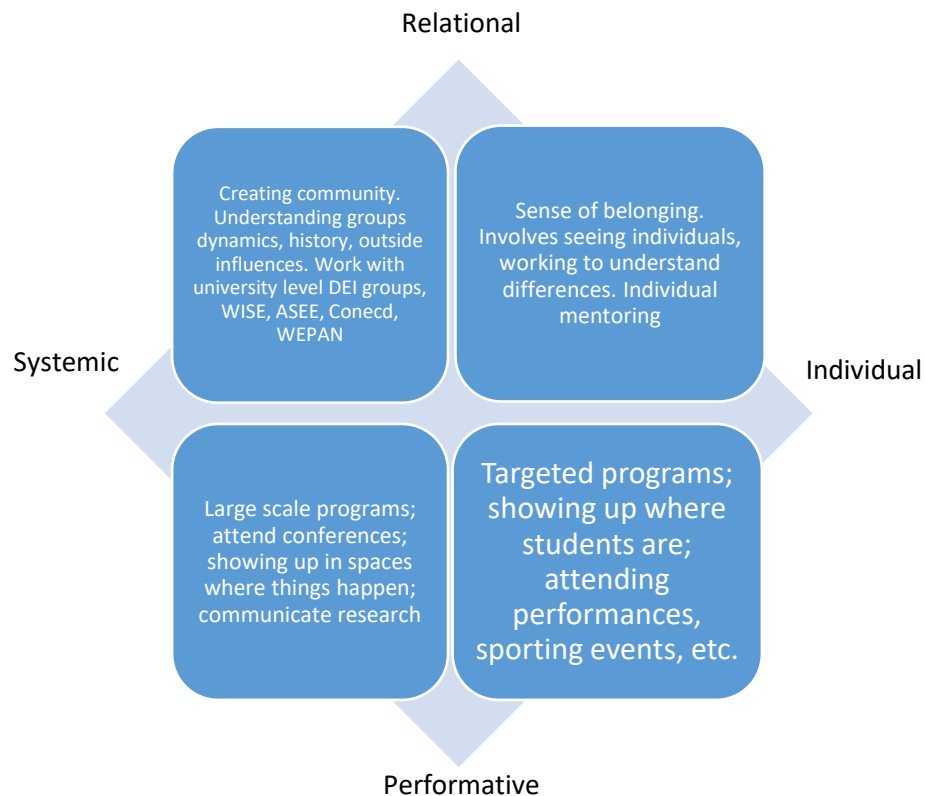 Relational
Creating community.
Understanding groups
dynamics, history, outside
influences. Work with
university level DEI groups,
WISE, ASEE, Conecd,
WEPAN
Sense of belonging.
Involves seeing individuals,
working to understand
differences. Individual
mentoring
Systemic
Individual
Large scale programs;
attend conferences;
showing up in spaces
where things happen;
communicate research
Targeted programs;
showing up where
students are;
attending
performances,
sporting events, etc.
Performative